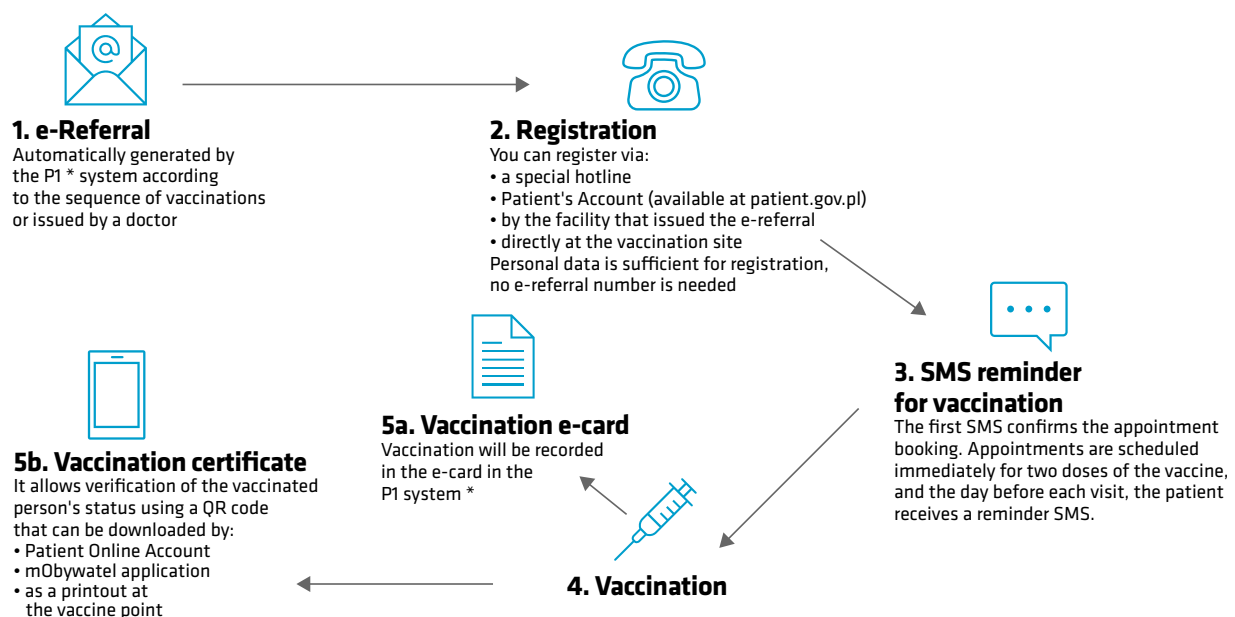 1. e-Referral
Automatically generated by
the P1 * system according
to the sequence of vaccinations
or issued by a doctor
2. Registration
You can register via:
• a special hotline
• Patient's Account (available at patient.gov.pl)
• by the facility that issued the e-referral
• directly at the vaccination site
Personal data is sufficient for registration,
no e-referral number is needed
3. SMS reminder
for vaccination
The first SMS confirms the appointment
booking. Appointments are scheduled
immediately for two doses of the vaccine,
and the day before each visit, the patient
receives a reminder SMS.
4. Vaccination
5a. Vaccination e-card
Vaccination will be recorded
in the e-card in the
P1 system *
5b. Vaccination certificate
It allows verification of the vaccinated
person's status using a QR code
that can be downloaded by:
• Patient Online Account
• mObywatel application
• as a printout at
the vaccine point